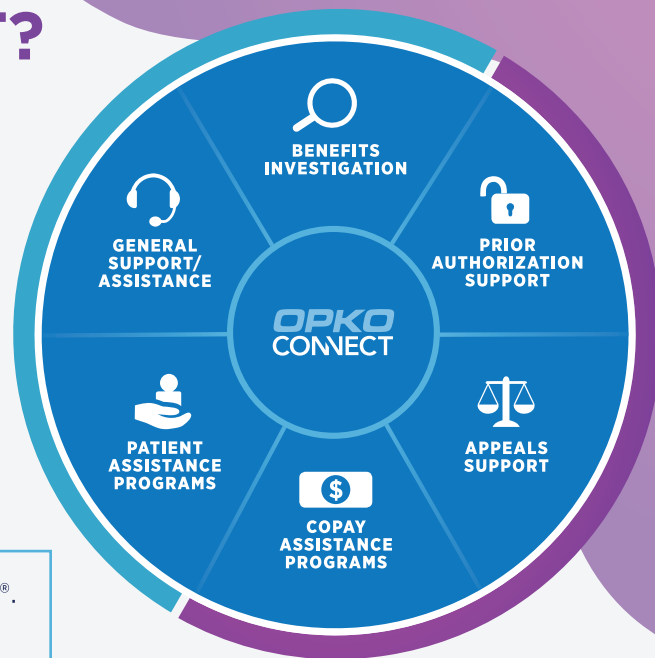 T?
BENEFITS
INVESTIGATION
GENERAL
SUPPORT/
ASSISTANCE
PRIOR
AUTHORIZATION
SUPPORT
OPKO
CONNECT
PATIENT
ASSISTANCE
PROGRAMS
APPEALS
SUPPORT
$
COPAY
ASSISTANCE
PROGRAMS
®.